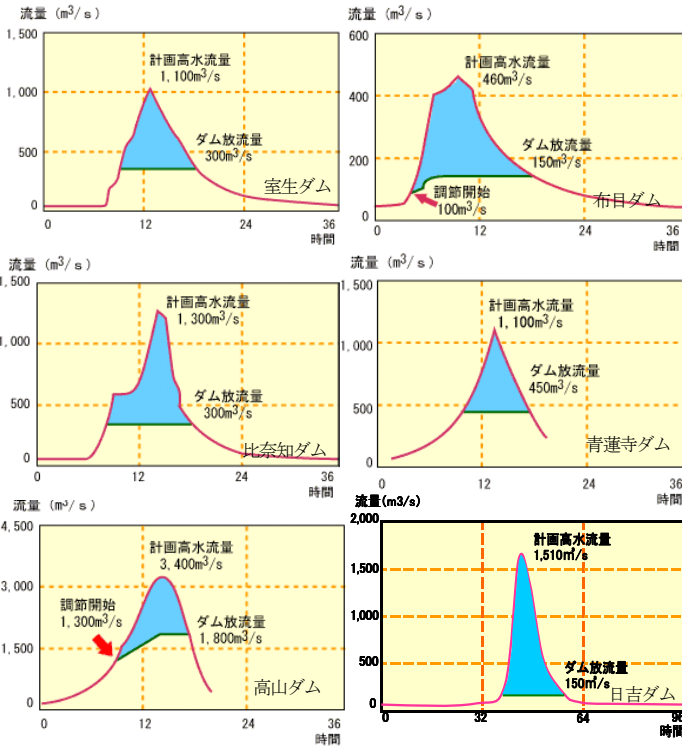 流量 (m3/s)
1,500
計画高水流量
1,100m3/s
1,000
ダム放流量
300m3/s
500
室生ダム
0
0 12 24 36
時間
流量 (m3/s)
600
計画高水流量
460m3/s
400
ダム放流量
150m3/s
200
調節開始
100m3/s
布目ダム
0
0 12 24 36
時間
流量 (m3/s)
1,500
計画高水流量
1,300m3/s
1,000
ダム放流量
300m3/s
500
比奈知ダム
0
0 12 24 36
時間
流量 (m3/s)
1,500
計画高水流量
1,100m3/s
1,000
ダム放流量
450m3/s
500
青蓮寺ダム
0
0 12 24 36
時間
流量 (m³/s)
4,500
計画高水流量
3,400m³/s
3,000
調節開始
1,300m³/s
ダム放流量
1,800m³/s
1,500
高山ダム
0
0 12 24 36
時間
流量(m3/s)
2,000
計画高水流量
1,510㎥/s
1,500
1,000
500
ダム放流量
150㎥/s
日吉ダム
0
0 32 64 96
時間